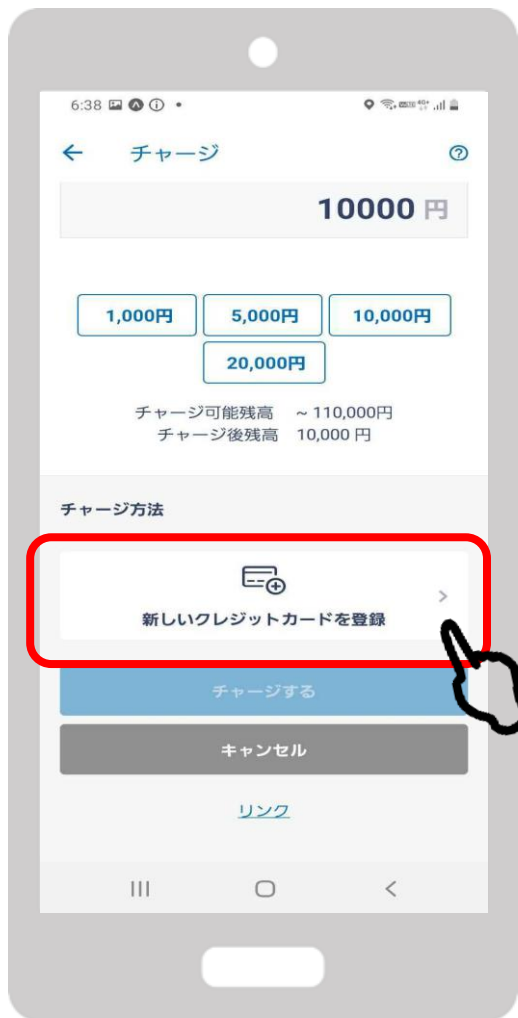 6:38
チャージ
10000 円
1,000円 5,000円 10,000円
20,000円
チャージ可能残高 ~ 110,000円
チャージ後残高 10,000 円
チャージ方法
新しいクレジットカードを登録
チャージする
キャンセル
リンク